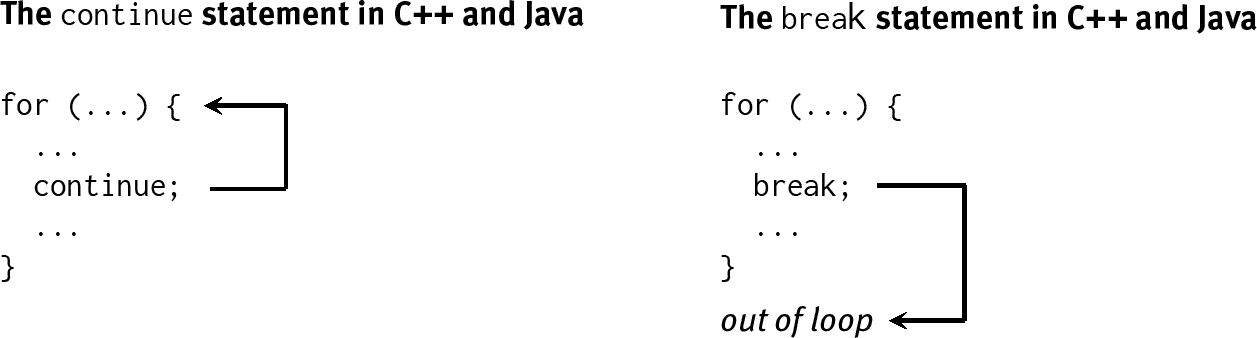 The continue statement in C++ and Java
for (...) {
  ...
  continue;
  ...
}
The break statement in C++ and Java
for (...) {
  ...
  break;
  ...
}
out of loop